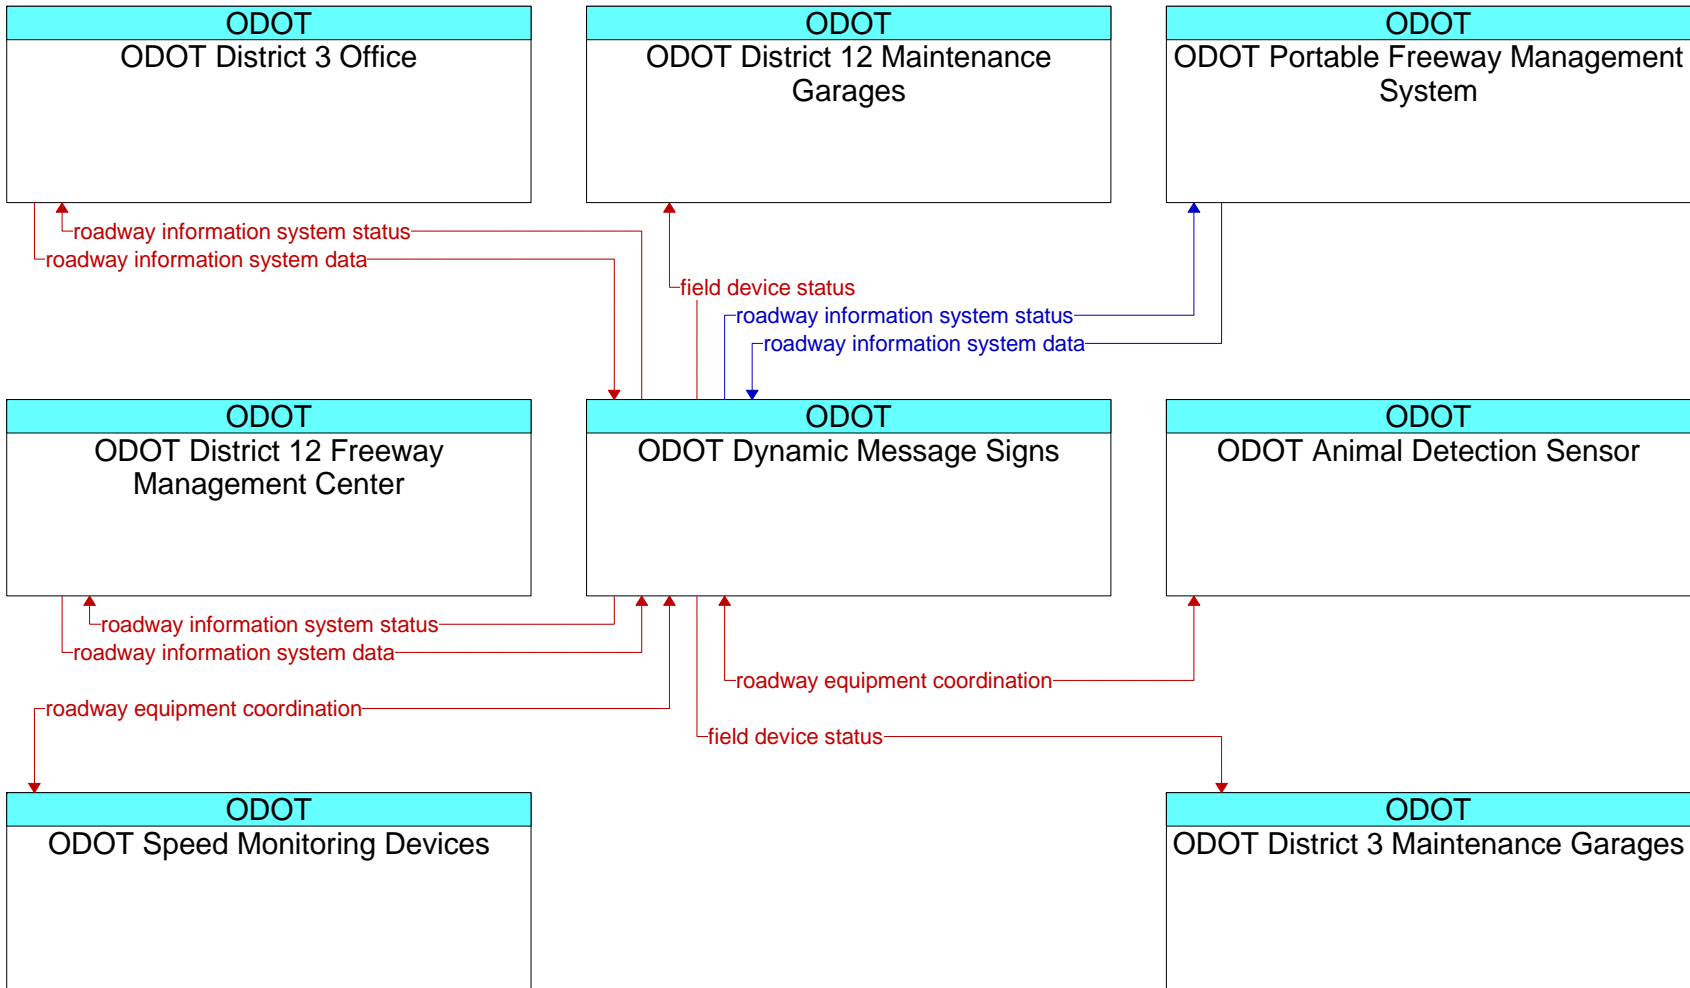 ODOT
ODOT District 3 Office
ODOT
ODOT District 12 Maintenance
Garages
ODOT
ODOT Portable Freeway Management
System
roadway information system status
roadway information system data
field device status
roadway information system status
roadway information system data
ODOT
ODOT District 12 Freeway
Management Center
ODOT
ODOT Dynamic Message Signs
ODOT
ODOT Animal Detection Sensor
roadway information system status
roadway information system data
roadway equipment coordination
roadway equipment coordination
field device status
ODOT
ODOT Speed Monitoring Devices
ODOT
ODOT District 3 Maintenance Garages